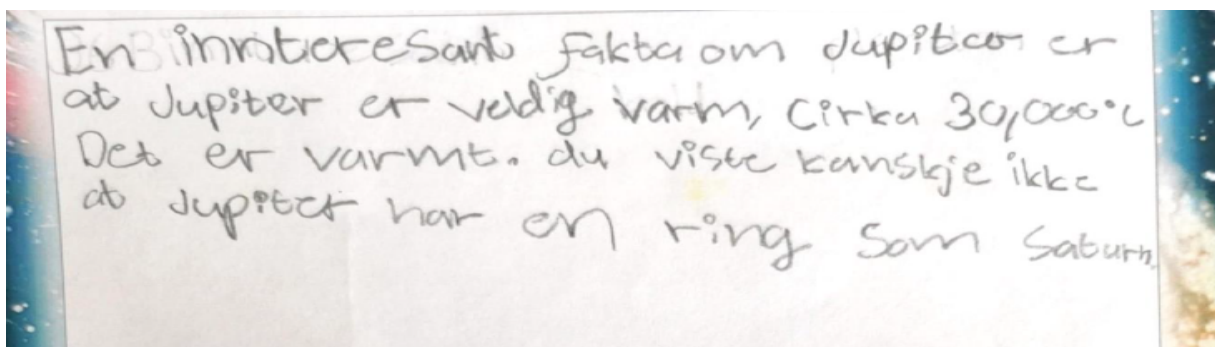 En innteresant fakta om Jupiter er
at Jupiter er veldig varm, Cirka 30,000°C
Det er varmt. du viste kanskje ikke
at Jupiter har en ring som Saturn.